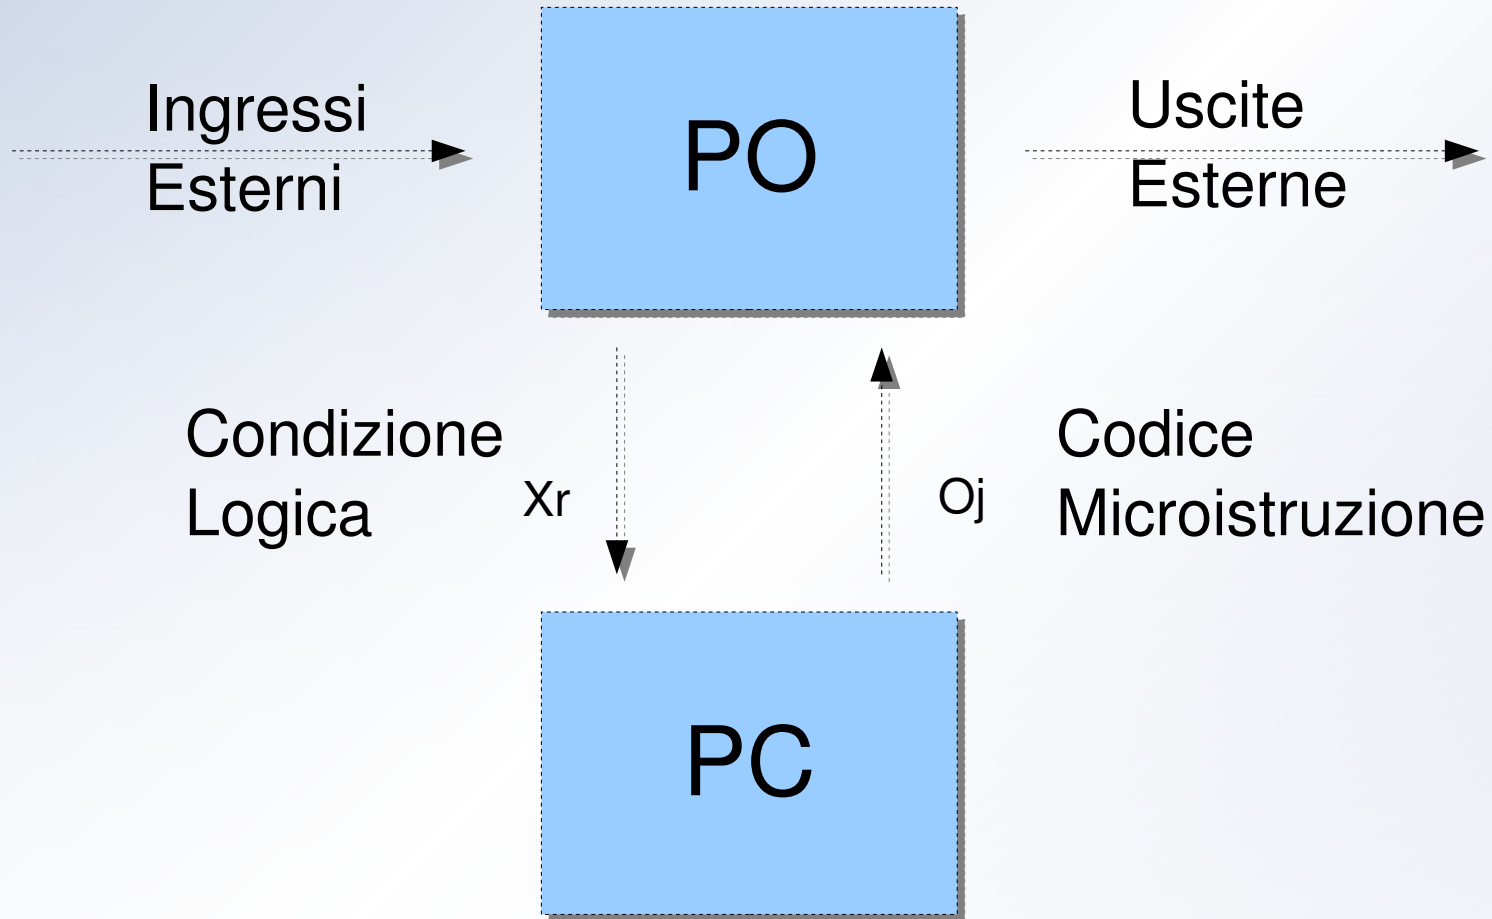 Ingressi
Esterni
PO
Uscite
Esterne
Condizione
Logica
Xr
Oj
Codice
Microistruzione
PC